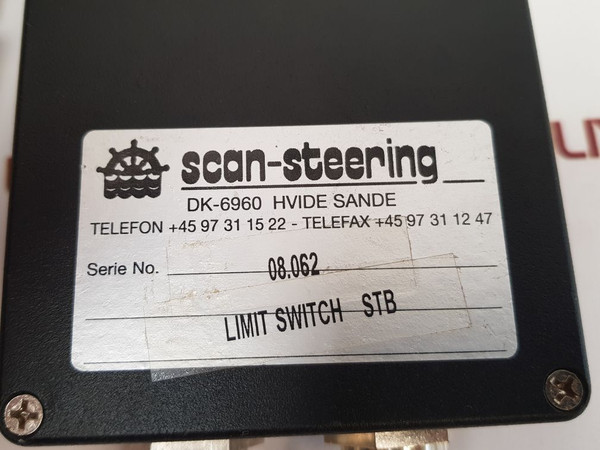 scan-steering
DK-6960 HVIDE SANDE
TELEFON +45 97 31 15 22 - TELEFAX +45 97 31 12 47
Serie No. 08.062
LIMIT SWITCH STB